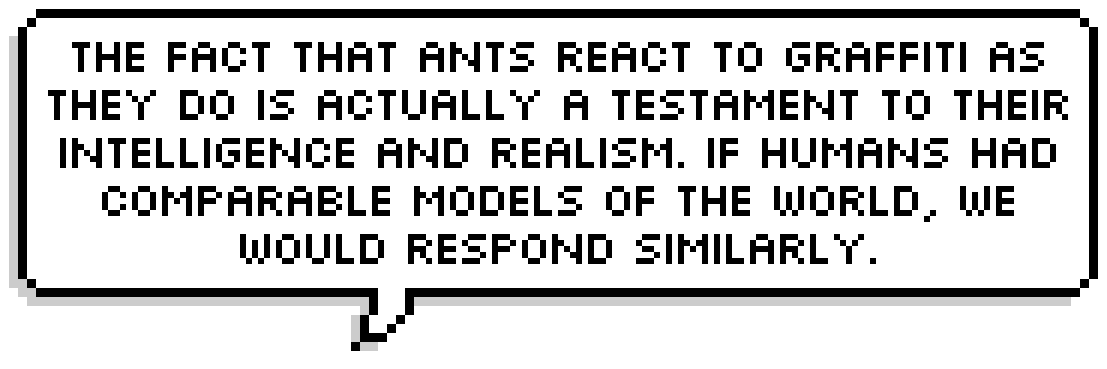 THE FACT THAT ANTS REACT TO GRAFFITI AS
THEY DO IS ACTUALLY A TESTAMENT TO THEIR
INTELLIGENCE AND REALISM. IF HUMANS HAD
COMPARABLE MODELS OF THE WORLD, WE
WOULD RESPOND SIMILARLY.